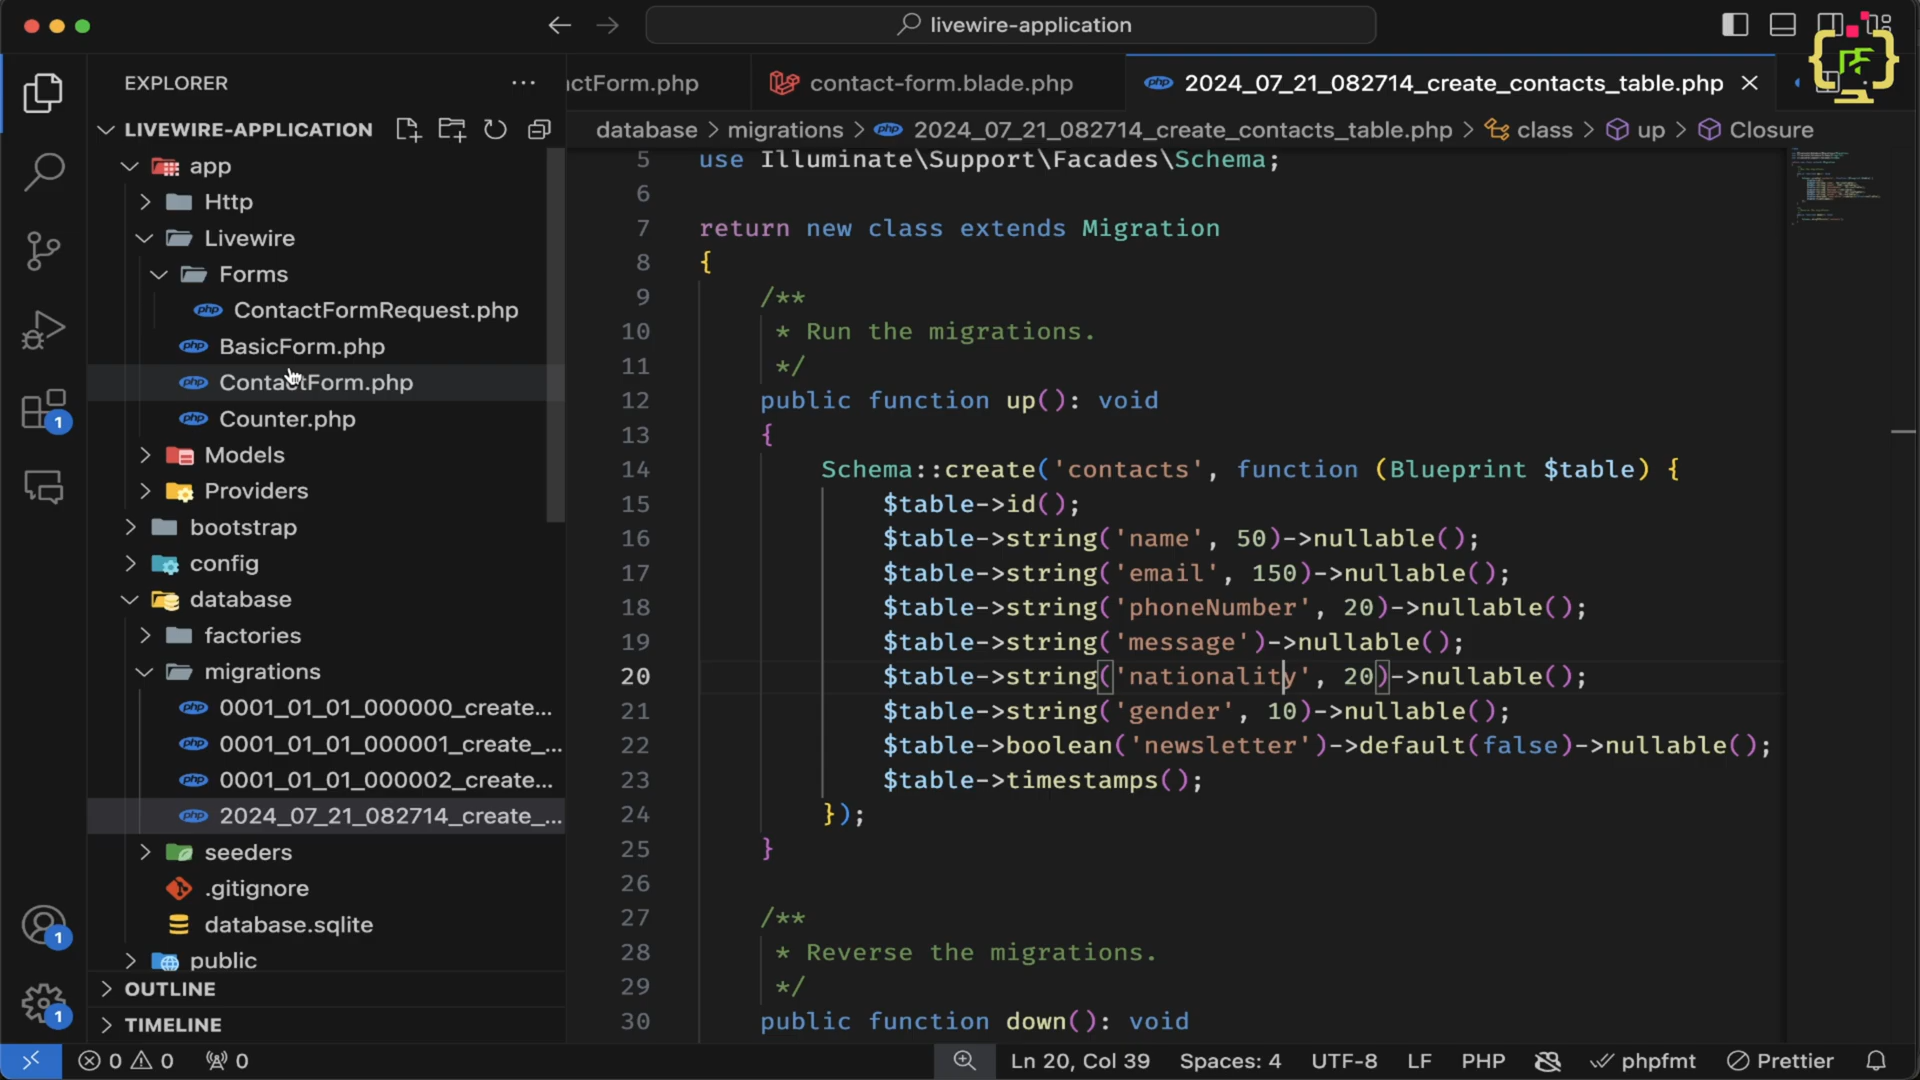 livewire-application
EXPLORER
LIVEWIRE-APPLICATION
app
Http
Livewire
Forms
ContactFormRequest.php
BasicForm.php
ContactForm.php
Counter.php
Models
Providers
bootstrap
config
database
factories
migrations
0001_01_01_000000_create...
0001_01_01_000001_create_...
0001_01_01_000002_create...
2024_07_21_082714_create_...
seeders
.gitignore
database.sqlite
public
OUTLINE
TIMELINE
1
1
1
actForm.php
contact-form.blade.php
2024_07_21_082714_create_contacts_table.php
database > migrations > 2024_07_21_082714_create_contacts_table.php > class > up > Closure
5 use Illuminate\Support\Facades\Schema;
6
7 return new class extends Migration
8 {
9 /**
10 * Run the migrations.
11 */
12 public function up(): void
13 {
14 Schema::create('contacts', function (Blueprint $table) {
15 $table->id();
16 $table->string('name', 50)->nullable();
17 $table->string('email', 150)->nullable();
18 $table->string('phoneNumber', 20)->nullable();
19 $table->string('message')->nullable();
20 $table->string('nationality', 20)->nullable();
21 $table->string('gender', 10)->nullable();
22 $table->boolean('newsletter')->default(false)->nullable();
23 $table->timestamps();
24 });
25 }
26
27 /**
28 * Reverse the migrations.
29 */
30 public function down(): void
0 0 0 Ln 20, Col 39 Spaces: 4 UTF-8 LF PHP phpfmt Prettier